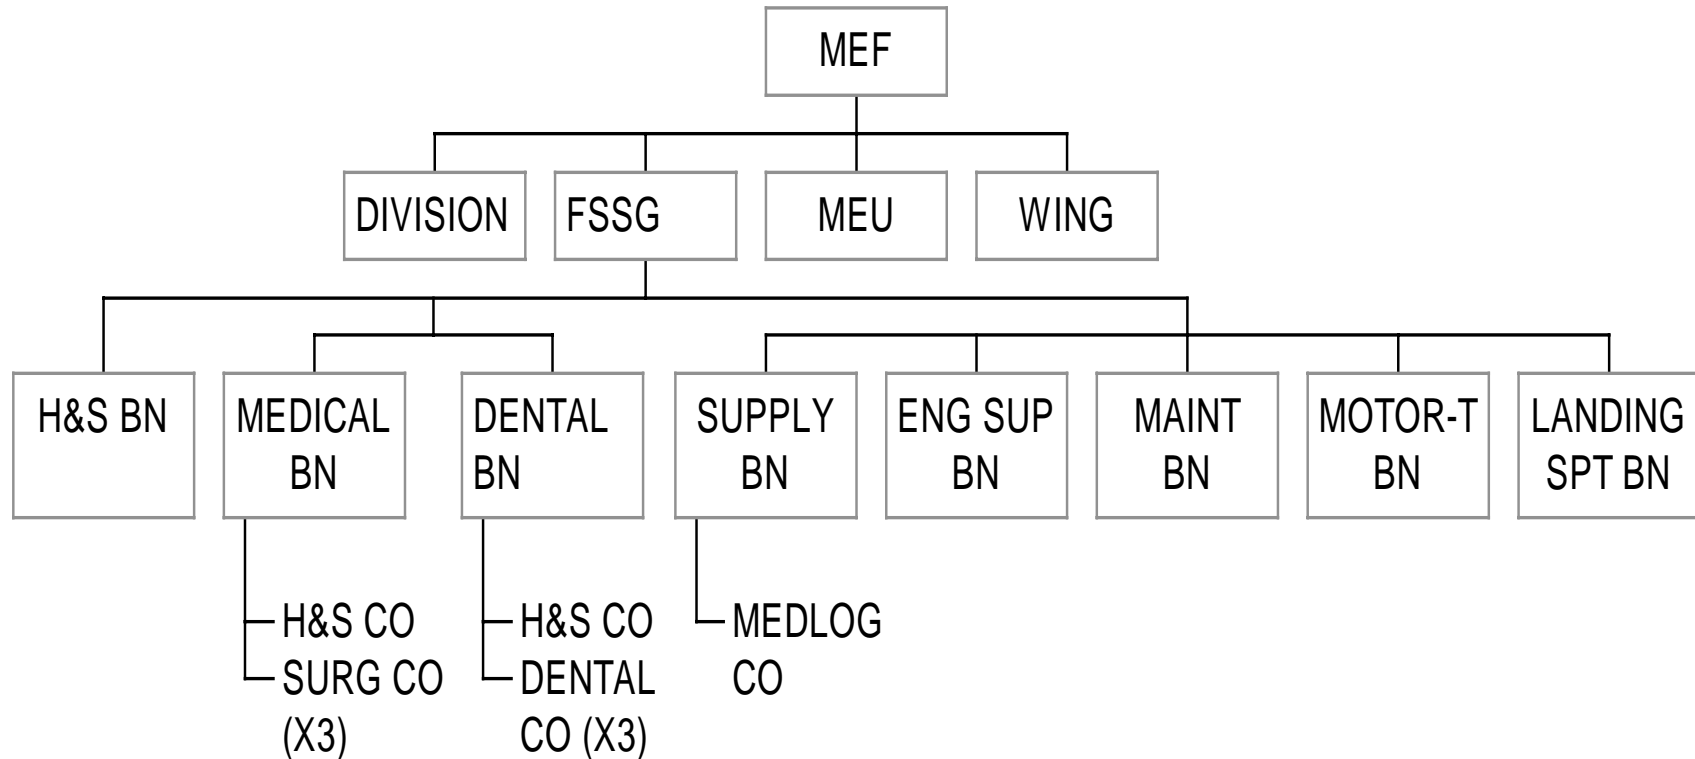 MEF
DIVISION
FSSG
MEU
WING
H&S BN
MEDICAL
BN
DENTAL
BN
SUPPLY
BN
ENG SUP
BN
MAINT
BN
MOTOR-T
BN
LANDING
SPT BN
H&S CO
SURG CO
(X3)
H&S CO
DENTAL
CO (X3)
MEDLOG
CO